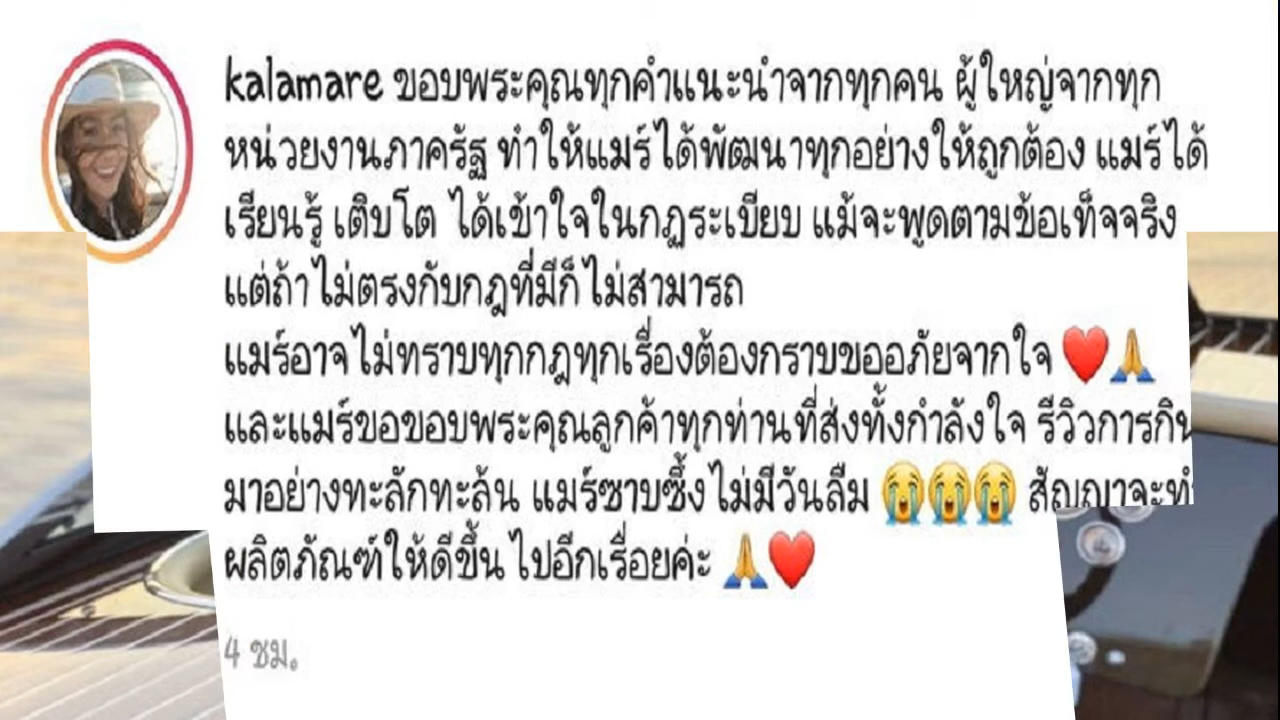 kalamare ขอบพระคุณทุกคำแนะนำจากทุกคน ผู้ใหญ่จากทุก
หน่วยงานภาครัฐ ทำให้แมร์ได้พัฒนาทุกอย่างให้ถูกต้อง แมร์ได้
เรียนรู้ เติบโต ได้เข้าใจในกฏระเบียบ แม้จะพูดตามข้อเท็จจริง
แต่ถ้าไม่ตรงกับกฎที่มีก็ไม่สามารถ
แมร์อาจไม่ทราบทุกกฎทุกเรื่องต้องกราบขออภัยจากใจ ❤️🙏
และแมร์ขอขอบพระคุณลูกค้าทุกท่านที่ส่งทั้งกำลังใจ รีวิวการกิน
มาอย่างทะลักทะล้น แมร์ซาบซึ้งไม่มีวันลืม 😭😭😭 สัญญาจะทำ
ผลิตภัณฑ์ให้ดีขึ้น ไปอีกเรื่อยค่ะ 🙏❤️
4 ชม.